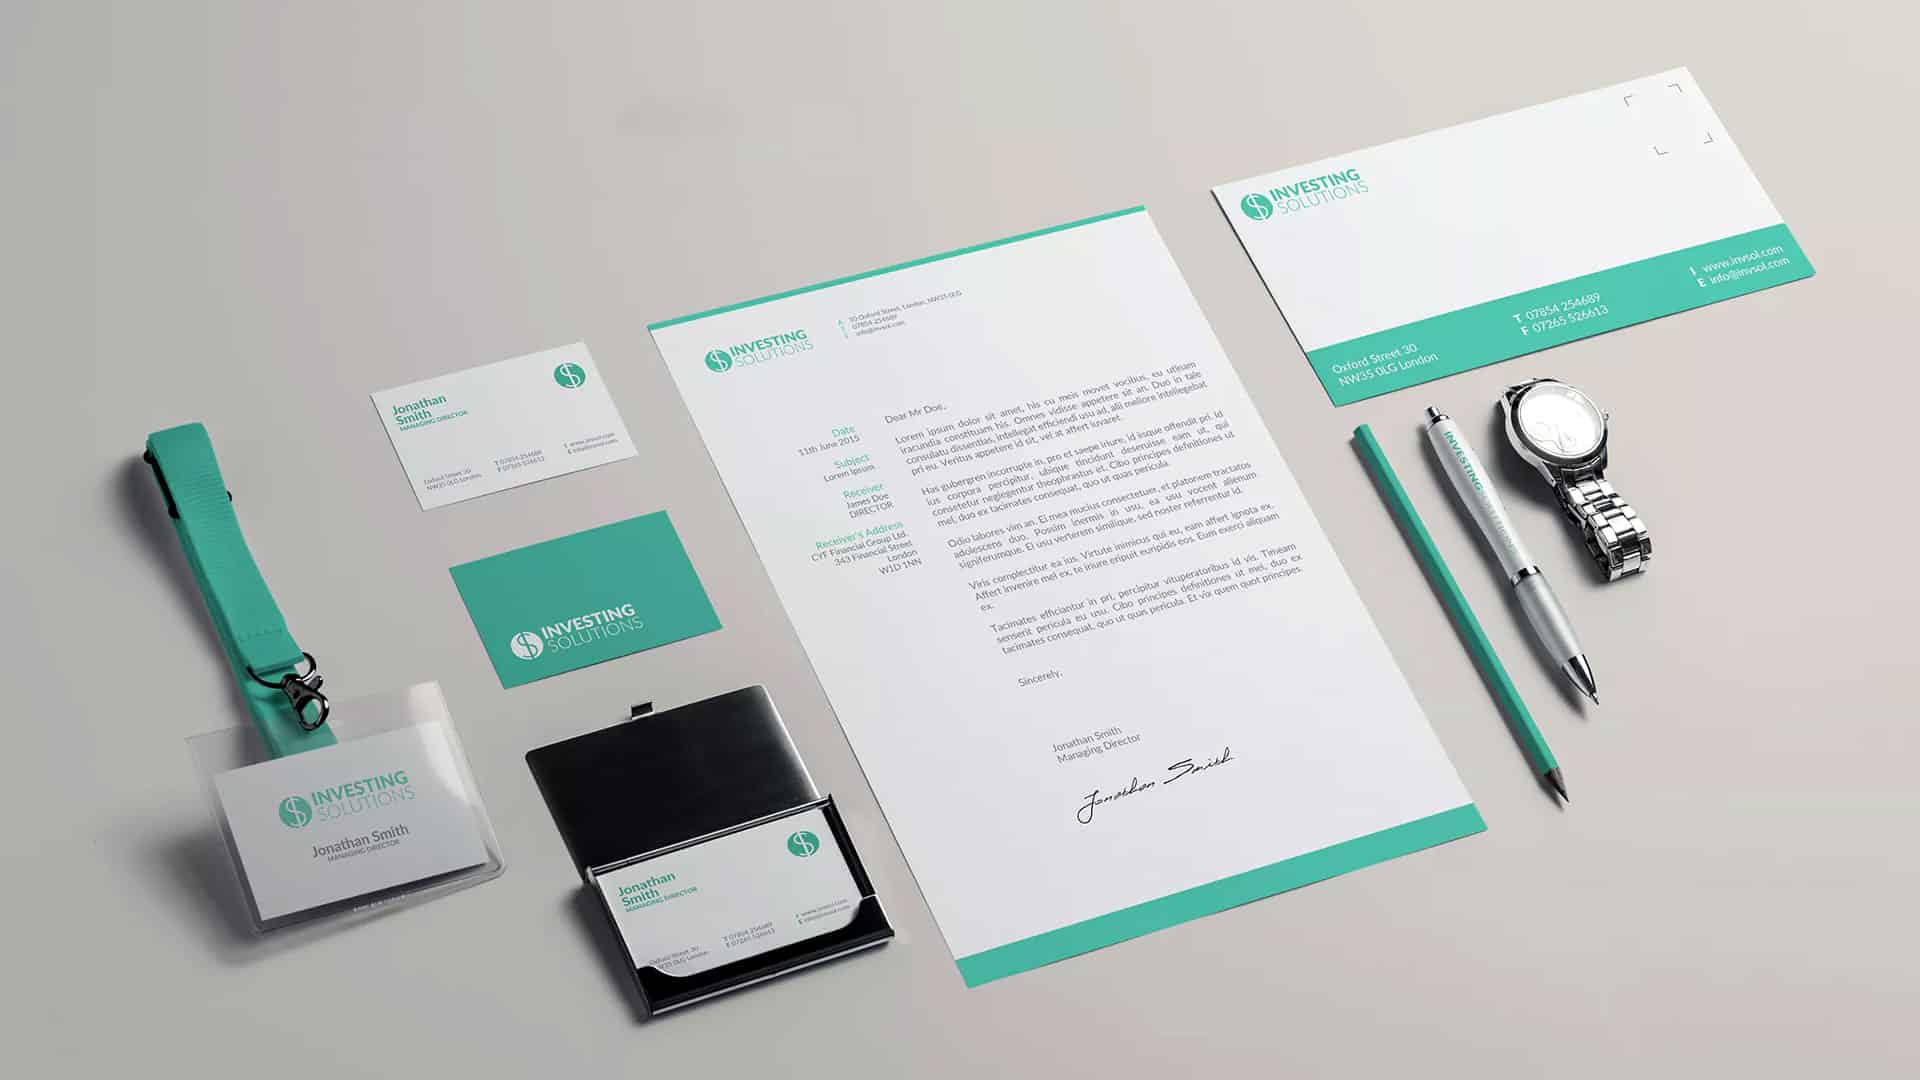 INVESTING
SOLUTIONS
Jonathan Smith
MANAGING DIRECTOR
Jonathan
Smith
MANAGING DIRECTOR
Oxford Street 30
NW35 0LG London
T 07854 254689
F 07265 526613
I www.invsol.com
E info@invsol.com
INVESTING
SOLUTIONS
Jonathan
Smith
MANAGING DIRECTOR
Oxford Street 30
NW35 0LG London
T 07854 254689
F 07265 526613
I www.invsol.com
E info@invsol.com
INVESTING
SOLUTIONS
30 Oxford Street, London, NW35 0LG
07854 254689
info@invsol.com
Date
11th June 2015
Subject
Lorem Ipsum
Receiver
James Doe
DIRECTOR
Receiver's Address
CYF Financial Group Ltd.
343 Financial Street
London
W1D 1NN
Dear Mr Doe,
Lorem ipsum dolor sit amet, his cu meis movet vocibus, eu utinam
iracundia constituam his. Omnes vidisse appetere sit an. Duo in tale
consulatu dissentias, intellegat efficiendi usu ad, alii meliore intellegebat
pri eu. Veritus appetere id sit, vel at affert iuvaret.
Has gubergren incorrupte in, pro et saepe iriure, id iisque offendit pri. Id
ius corpora percipitur, ubique tincidunt deseruisse eam ut, qui
consetetur neglegentur theophrastus et. Cibo principes definitiones ut
mel, duo ex tacimates consequat, quo ut quas pericula.
Odio labores vim an. Ei mea mucius consectetuer, et platonem tractatos
adolescens duo. Possim inermis in usu, ea usu vocent alienum
signiferumque. Ei usu verterem similique, sed noster referrentur id.
Viris complectitur ea ius. Virtute inimicus qui eu, eam affert ignota ex.
Affert invenire mel ex, te iriure eripuit euripidis eos. Eum exerci aliquam
ex.
Tacimates efficiantur in pri, percipitur vituperatoribus id vis. Timeam
senserit pericula eu usu. Cibo principes definitiones ut mel, duo ex
tacimates consequat, quo ut quas pericula. Et vix quem quot principes.
Sincerely,
Jonathan Smith
Managing Director
Jonathan Smith
INVESTING
SOLUTIONS
Oxford Street 30
NW35 0LG London
T 07854 254689
F 07265 526613
I www.invsol.com
E info@invsol.com
INVESTING SOLUTIONS